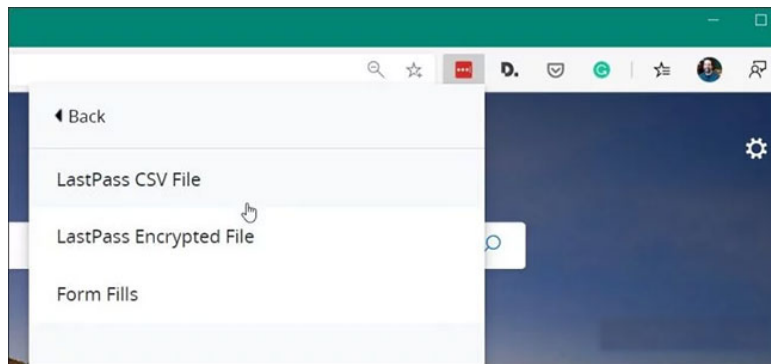 D.
Back
LastPass CSV File
LastPass Encrypted File
Form Fills